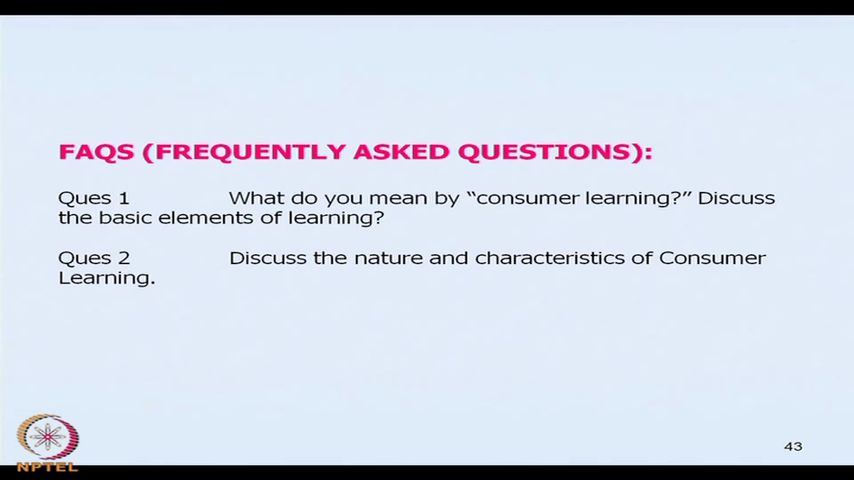 FAQS (FREQUENTLY ASKED QUESTIONS):
Ques 1 What do you mean by “consumer learning?” Discuss
the basic elements of learning?
Ques 2 Discuss the nature and characteristics of Consumer
Learning.
43
NPTEL